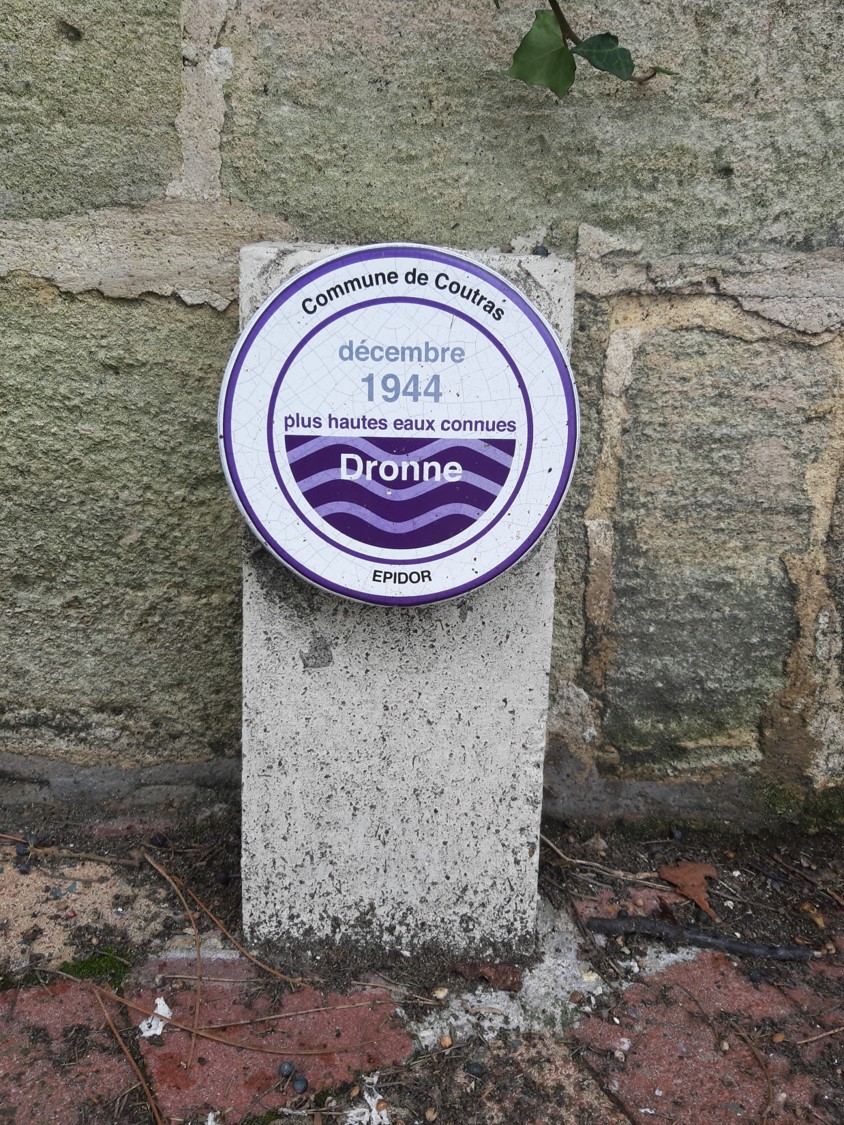 Commune de Coutras
décembre
1944
plus hautes eaux connues
Dronne
EPIDOR